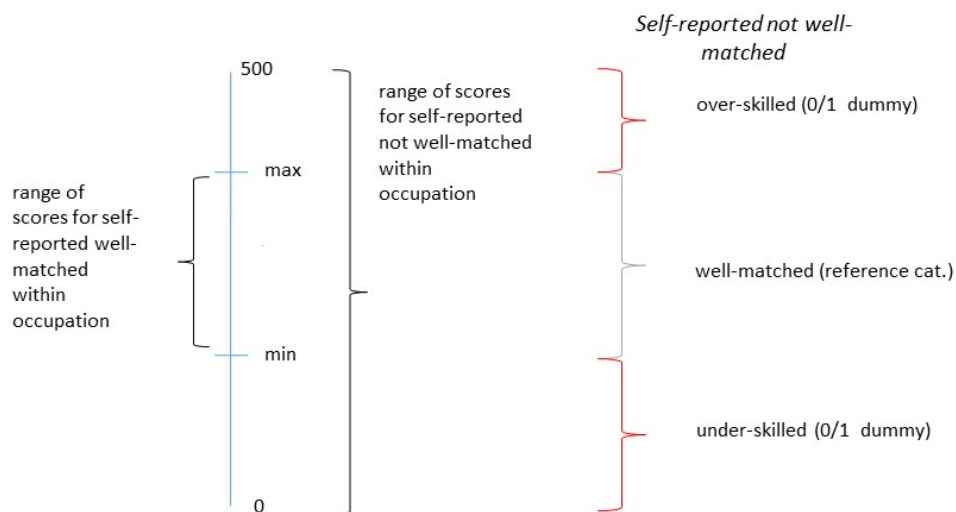 Self-reported not well-
matched
500
range of scores
for self-reported
not well-matched
within
occupation
over-skilled (0/1 dummy)
max
range of
scores for self-
reported well-
matched
within
occupation
well-matched (reference cat.)
min
under-skilled (0/1 dummy)
0